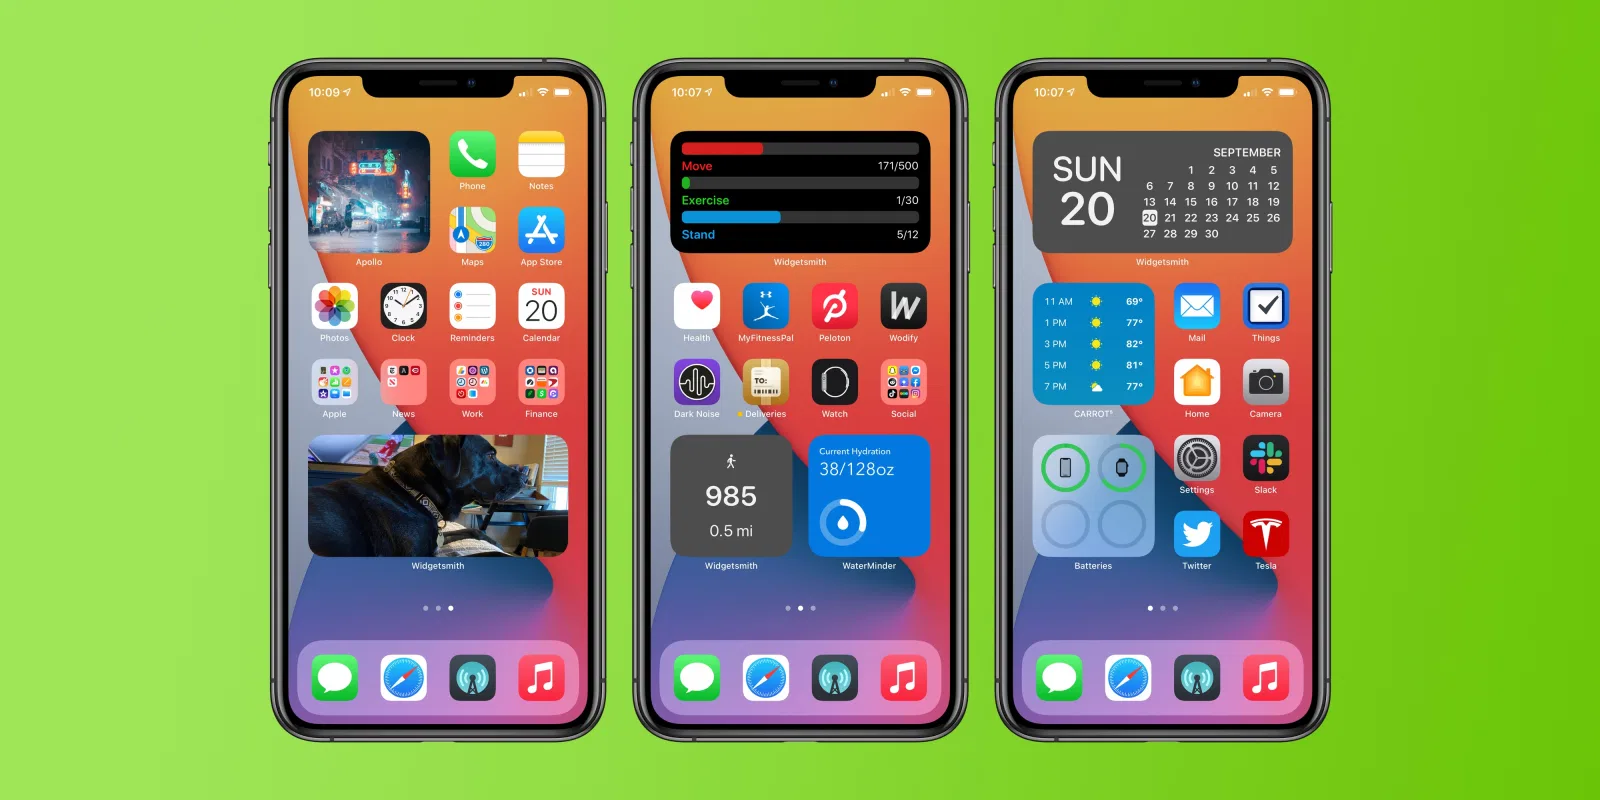 10:09
Phone
Notes
Apollo
Maps
280
App Store
SUN
20
Photos
Clock
Reminders
Calendar
Apple
News
Work
Finance
Widgetsmith
10:07
Move 171/500
Exercise 1/30
Stand 5/12
Widgetsmith
Health
MyFitnessPal
Peloton
W
Wodify
TO:
Dark Noise
Deliveries
Watch
Social
985
0.5 mi
Widgetsmith
Current Hydration
38/128oz
WaterMinder
10:07
SUN
20
SEPTEMBER
1 2 3 4 5
6 7 8 9 10 11 12
13 14 15 16 17 18 19
20 21 22 23 24 25 26
27 28 29 30
Widgetsmith
11 AM 69°
1 PM 77°
3 PM 82°
5 PM 81°
7 PM 77°
CARROT⁵
Mail
Things
Home
Camera
Settings
Slack
Batteries
Twitter
Tesla